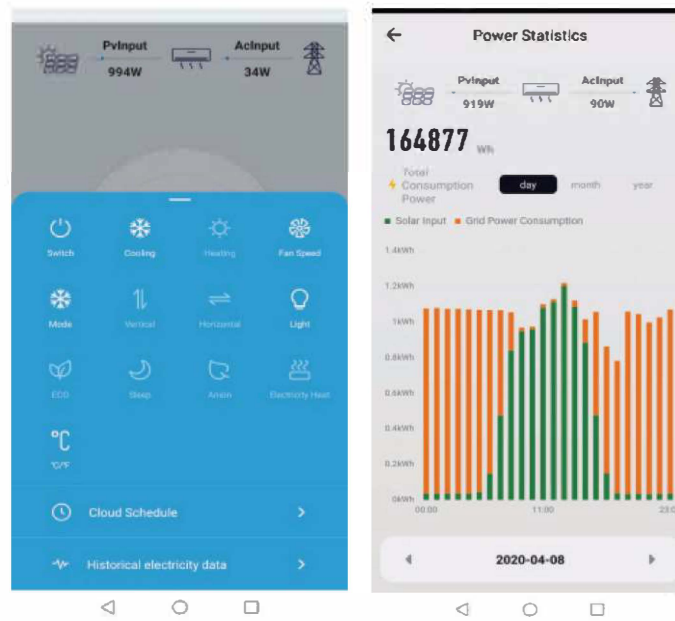 PvInput
AcInput
994W
34W
Switch
Cooling
Heating
Fan Speed
Mode
Vertical
Horizontal
Light
ECO
Sleep
Anion
Electricity Heat
°C
°C/°F
Cloud Schedule
Historical electricity data
Power Statistics
PvInput
AcInput
919W
90W
164877 Wh
Total
Consumption
Power
day
month
year
Solar Input
Grid Power Consumption
1.4kWh
1.2kWh
1kWh
0.8kWh
0.6kWh
0.4kWh
0.2kWh
0kWh
00:00
11:00
23:0
2020-04-08